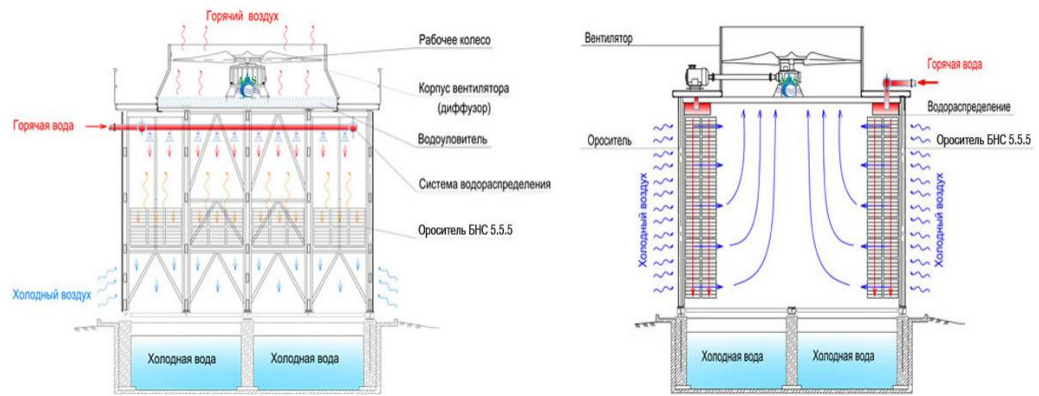 Горячий воздух
Рабочее колесо
Корпус вентилятора
(диффузор)
Горячая вода
Водоуловитель
Система водораспределения
Ороситель БНС 5.5.5
Холодный воздух
Холодная вода
Холодная вода
Вентилятор
Горячая вода
Водораспределение
Ороситель
Ороситель БНС 5.5.5
Холодный воздух
Холодный воздух
Холодная вода
Холодная вода